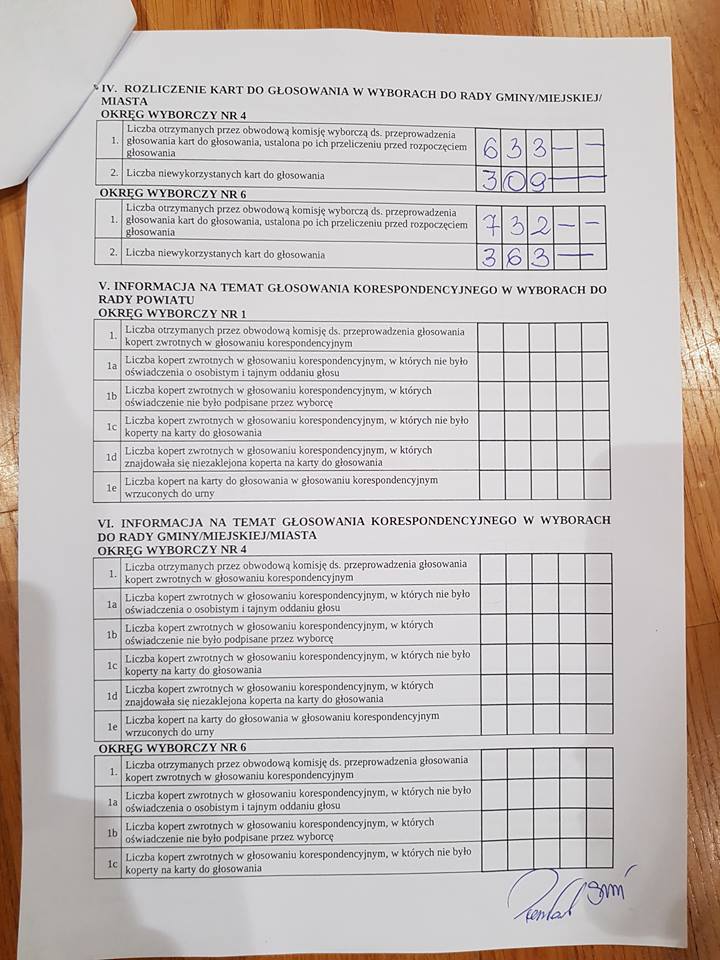 IV. ROZLICZENIE KART DO GŁOSOWANIA W WYBORACH DO RADY GMINY/MIEJSKIEJ/
MIASTA
OKRĘG WYBORCZY NR 4
1. Liczba otrzymanych przez obwodową komisję wyborczą ds. przeprowadzenia
głosowania kart do głosowania, ustalona po ich przeliczeniu przed rozpoczęciem
głosowania 633--
2. Liczba niewykorzystanych kart do głosowania 309--
OKRĘG WYBORCZY NR 6
1. Liczba otrzymanych przez obwodową komisję wyborczą ds. przeprowadzenia
głosowania kart do głosowania, ustalona po ich przeliczeniu przed rozpoczęciem
głosowania 732--
2. Liczba niewykorzystanych kart do głosowania 363-
V. INFORMACJA NA TEMAT GŁOSOWANIA KORESPONDENCYJNEGO W WYBORACH DO
RADY POWIATU
OKRĘG WYBORCZY NR 1
1. Liczba otrzymanych przez obwodową komisję ds. przeprowadzenia głosowania
kopert zwrotnych w głosowaniu korespondencyjnym
1a Liczba kopert zwrotnych w głosowaniu korespondencyjnym, w których nie było
oświadczenia o osobistym i tajnym oddaniu głosu
1b Liczba kopert zwrotnych w głosowaniu korespondencyjnym, w których
oświadczenie nie było podpisane przez wyborcę
1c Liczba kopert zwrotnych w głosowaniu korespondencyjnym, w których nie było
koperty na karty do głosowania
1d Liczba kopert zwrotnych w głosowaniu korespondencyjnym, w których
znajdowała się niezaklejona koperta na karty do głosowania
1e Liczba kopert na karty do głosowania w głosowaniu korespondencyjnym
wrzuconych do urny
VI. INFORMACJA NA TEMAT GŁOSOWANIA KORESPONDENCYJNEGO W WYBORACH
DO RADY GMINY/MIEJSKIEJ/MIASTA
OKRĘG WYBORCZY NR 4
1. Liczba otrzymanych przez obwodową komisję ds. przeprowadzenia głosowania
kopert zwrotnych w głosowaniu korespondencyjnym
1a Liczba kopert zwrotnych w głosowaniu korespondencyjnym, w których nie było
oświadczenia o osobistym i tajnym oddaniu głosu
1b Liczba kopert zwrotnych w głosowaniu korespondencyjnym, w których
oświadczenie nie było podpisane przez wyborcę
1c Liczba kopert zwrotnych w głosowaniu korespondencyjnym, w których nie było
koperty na karty do głosowania
1d Liczba kopert zwrotnych w głosowaniu korespondencyjnym, w których
znajdowała się niezaklejona koperta na karty do głosowania
1e Liczba kopert na karty do głosowania w głosowaniu korespondencyjnym
wrzuconych do urny
OKRĘG WYBORCZY NR 6
1. Liczba otrzymanych przez obwodową komisję ds. przeprowadzenia głosowania
kopert zwrotnych w głosowaniu korespondencyjnym
1a Liczba kopert zwrotnych w głosowaniu korespondencyjnym, w których nie było
oświadczenia o osobistym i tajnym oddaniu głosu
1b Liczba kopert zwrotnych w głosowaniu korespondencyjnym, w których
oświadczenie nie było podpisane przez wyborcę
1c Liczba kopert zwrotnych w głosowaniu korespondencyjnym, w których nie było
koperty na karty do głosowania